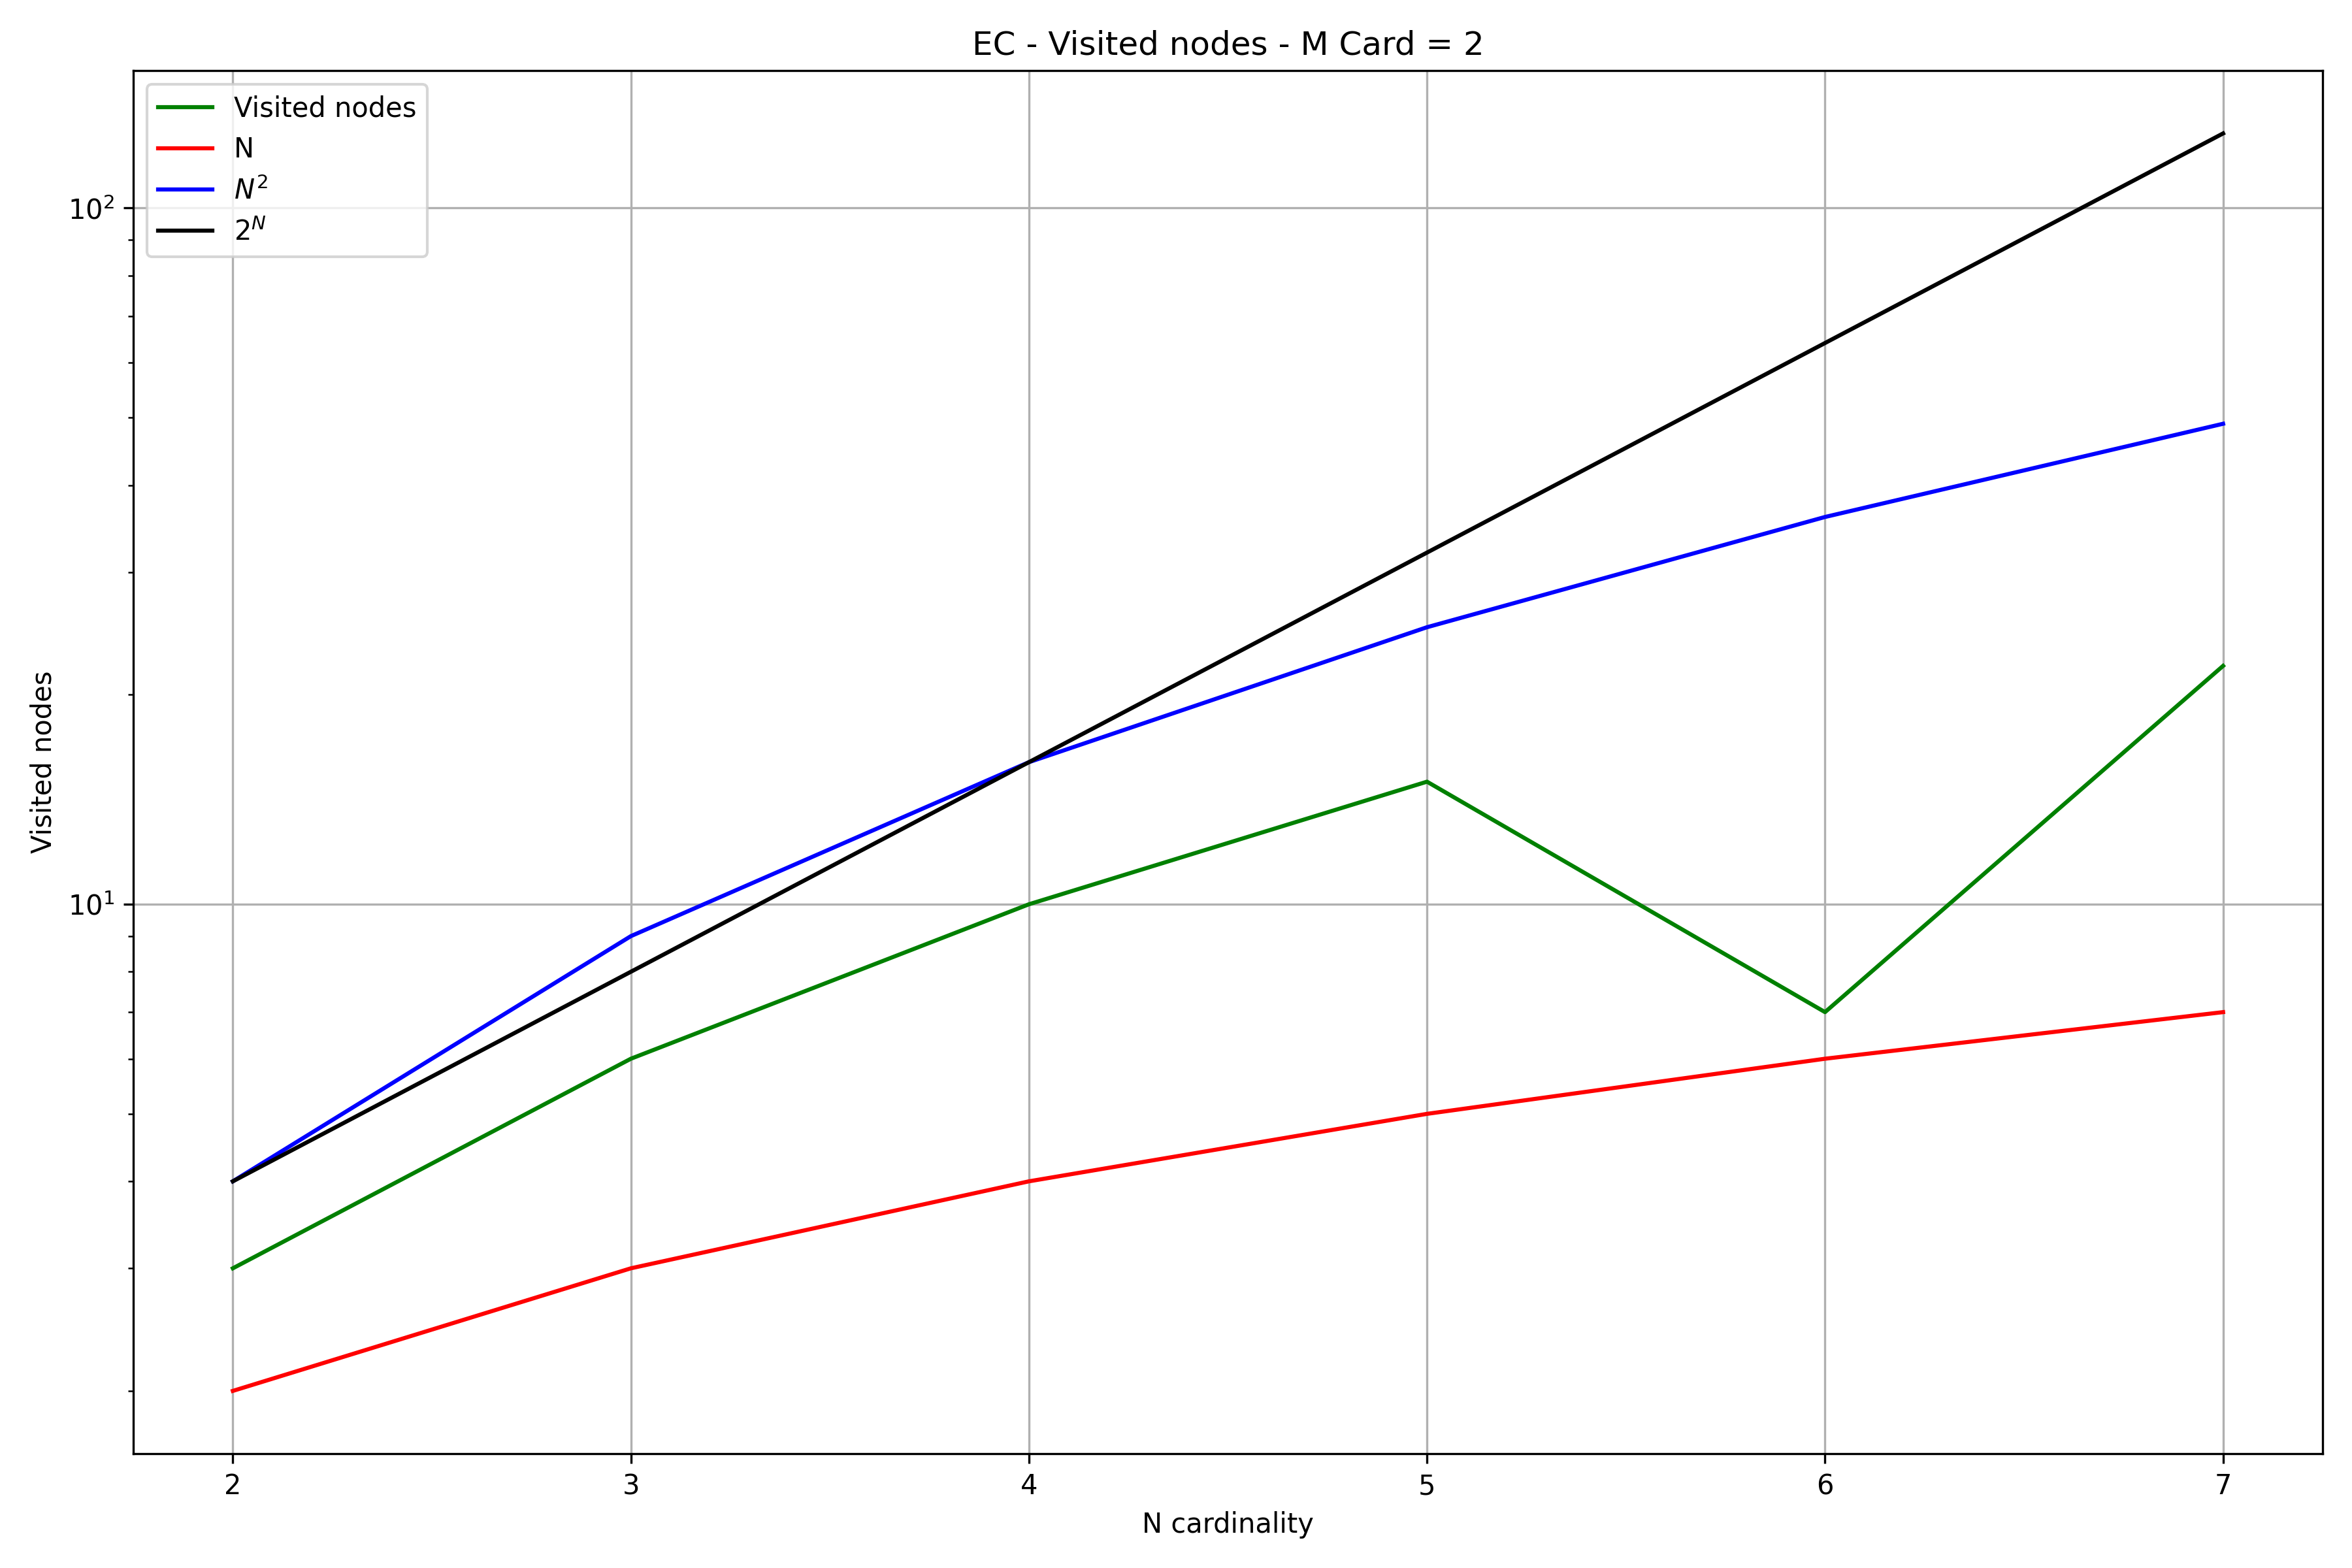 EC - Visited nodes - M Card = 2
Visited nodes
N
N²
2ᴺ
10²
10¹
Visited nodes
2 3 4 5 6 7
N cardinality